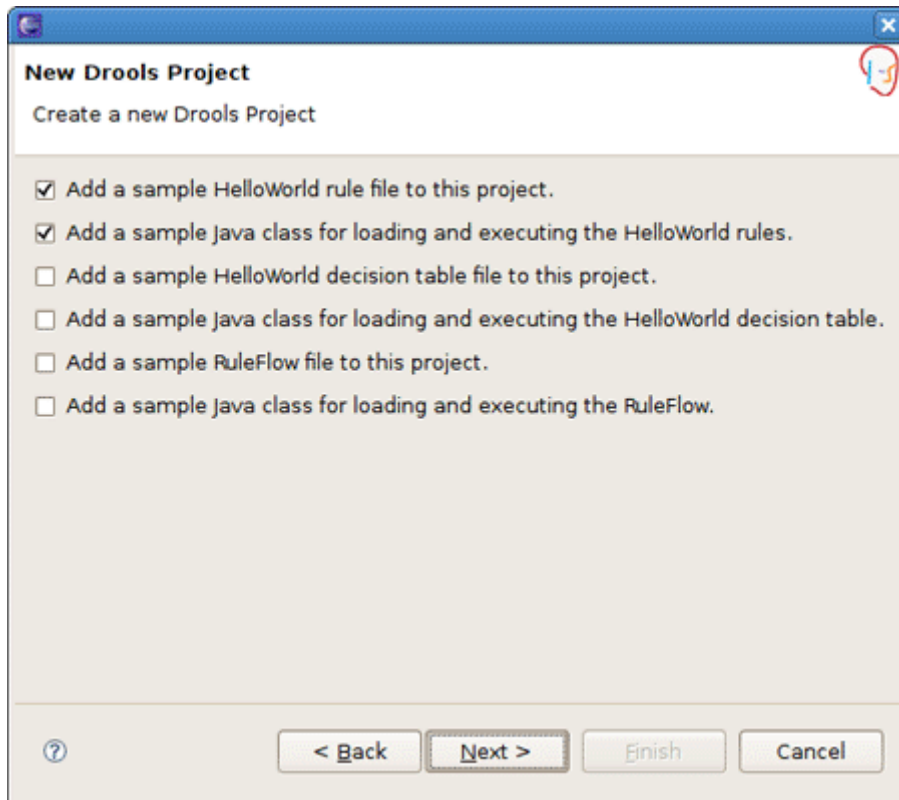 New Drools Project
Create a new Drools Project
Add a sample HelloWorld rule file to this project.
Add a sample Java class for loading and executing the HelloWorld rules.
Add a sample HelloWorld decision table file to this project.
Add a sample Java class for loading and executing the HelloWorld decision table.
Add a sample RuleFlow file to this project.
Add a sample Java class for loading and executing the RuleFlow.
? < Back Next > Finish Cancel